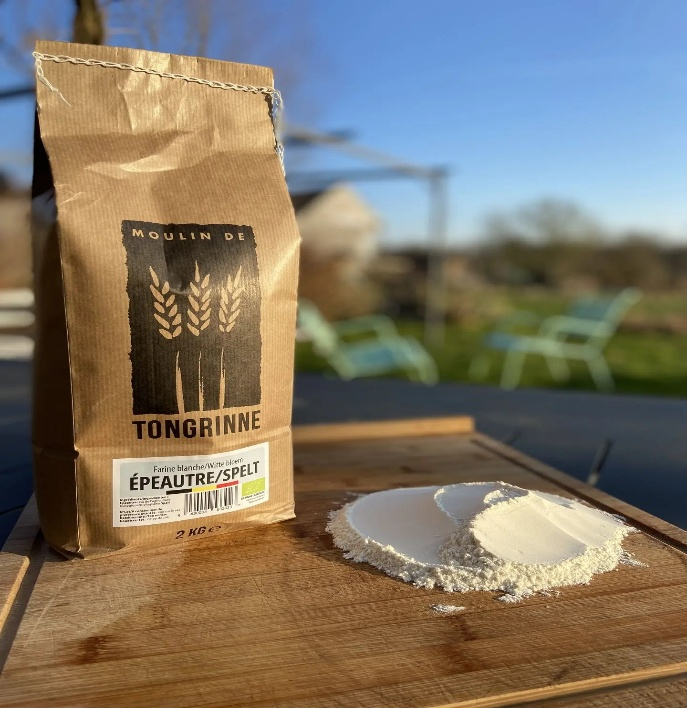 MOULIN DE
TONGRINNE
Farine blanche/Witte bloem
ÉPEAUTRE/SPELT
2 KG e